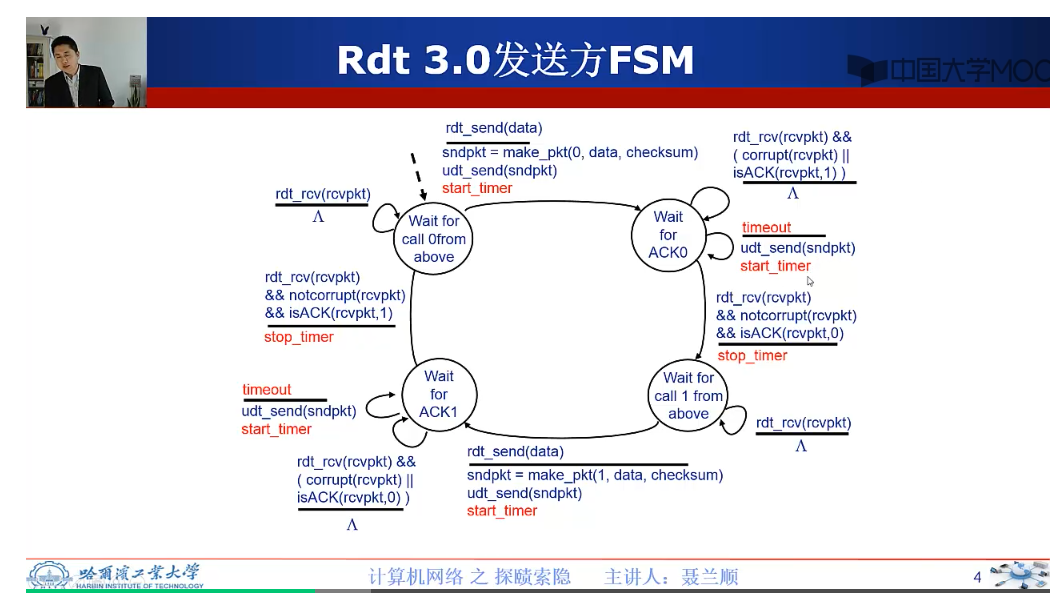 Rdt 3.0发送方FSM
中国大学MOO
rdt_send(data)
sndpkt = make_pkt(0, data, checksum)
udt_send(sndpkt)
start_timer
rdt_rcv(rcvpkt) &&
( corrupt(rcvpkt) ||
isACK(rcvpkt,1) )
Λ
rdt_rcv(rcvpkt)
Λ
Wait for
call 0from
above
Wait
for
ACK0
timeout
udt_send(sndpkt)
start_timer
rdt_rcv(rcvpkt)
&& notcorrupt(rcvpkt)
&& isACK(rcvpkt,1)
stop_timer
rdt_rcv(rcvpkt)
&& notcorrupt(rcvpkt)
&& isACK(rcvpkt,0)
stop_timer
timeout
udt_send(sndpkt)
start_timer
Wait
for
ACK1
Wait for
call 1 from
above
rdt_rcv(rcvpkt)
Λ
rdt_rcv(rcvpkt) &&
( corrupt(rcvpkt) ||
isACK(rcvpkt,0) )
Λ
rdt_send(data)
sndpkt = make_pkt(1, data, checksum)
udt_send(sndpkt)
start_timer
哈爾濱工業大學
HARBIN INSTITUTE OF TECHNOLOGY
计算机网络 之 探赜索隐 主讲人：聂兰顺
4